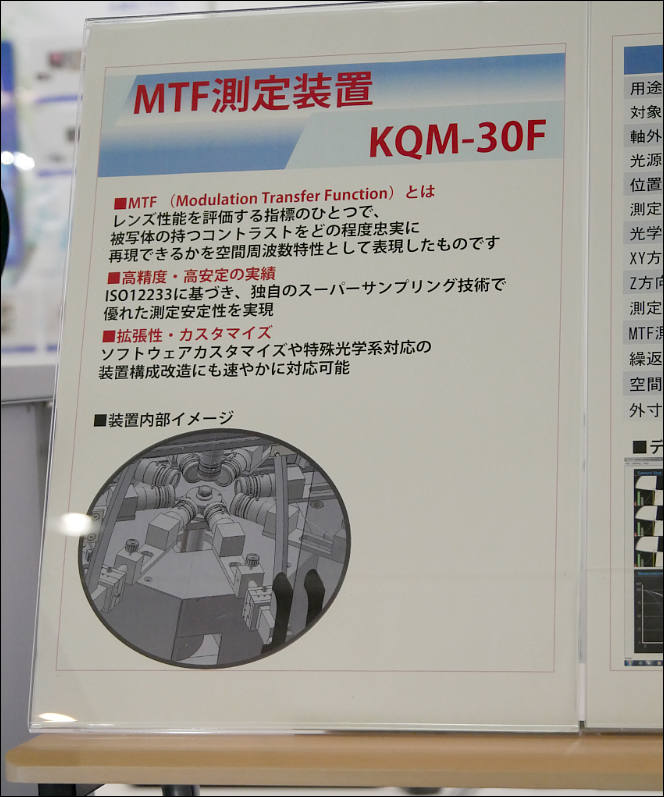 MTF測定装置
KQM-30F
■MTF （Modulation Transfer Function）とは
レンズ性能を評価する指標のひとつで、
被写体の持つコントラストをどの程度忠実に
再現できるかを空間周波数特性として表現したものです
■高精度・高安定の実績
ISO12233に基づき、独自のスーパーサンプリング技術で
優れた測定安定性を実現
■拡張性・カスタマイズ
ソフトウェアカスタマイズや特殊光学系対応の
装置構成改造にも速やかに対応可能
■装置内部イメージ
用途
対象
軸外
光源
位置
測定
光学
XY方
Z方向
測定
MTF測
繰返
空間
外寸
■デ